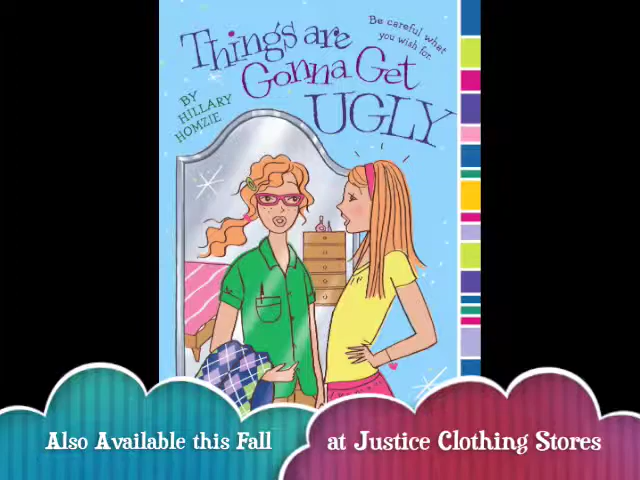 Things are
Gonna Get
UGLY
Be careful what
you wish for.
BY
HILLARY
HOMZIE
Also Available this Fall
at Justice Clothing Stores